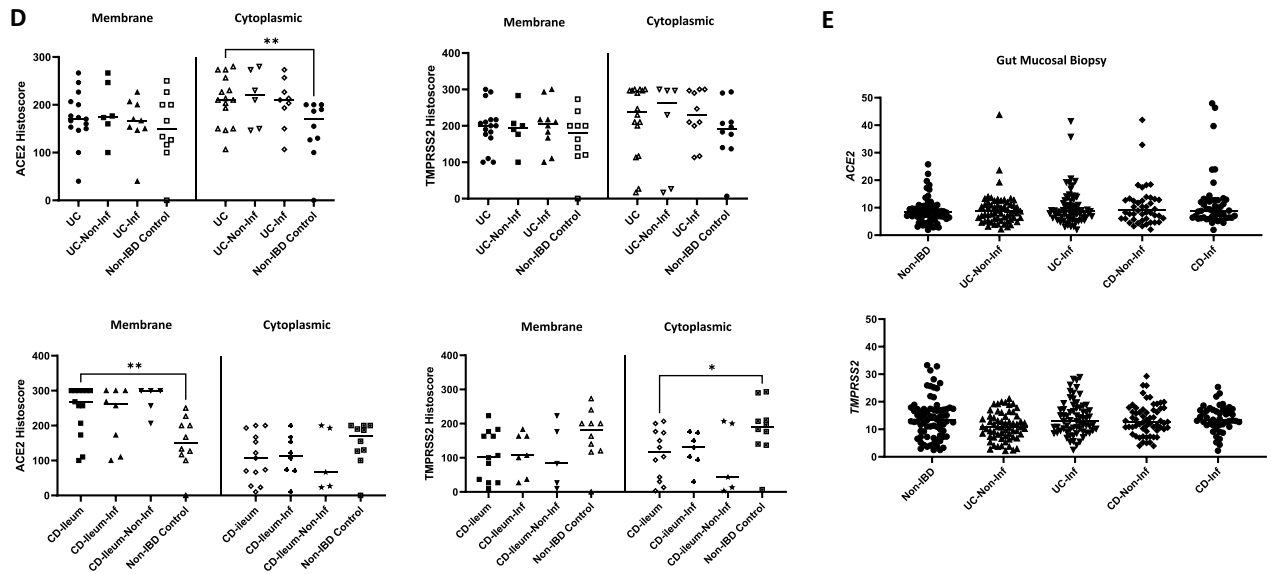 D
Membrane
Cytoplasmic
**
ACE2 Histoscore
300
200
100
0
UC
UC-Non-Inf
UC-Inf
Non-IBD Control
UC
UC-Non-Inf
UC-Inf
Non-IBD Control
Membrane
Cytoplasmic
TMPRSS2 Histoscore
400
300
200
100
0
UC
UC-Non-Inf
UC-Inf
Non-IBD Control
UC
UC-Non-Inf
UC-Inf
Non-IBD Control
E
Gut Mucosal Biopsy
ACE2
50
40
30
20
10
0
Non-IBD
UC-Non-Inf
UC-Inf
CD-Non-Inf
CD-Inf
Membrane
Cytoplasmic
**
ACE2 Histoscore
400
300
200
100
0
CD-ileum
CD-Ileum-Inf
CD-Ileum-Non-Inf
Non-IBD Control
CD-ileum
CD-Ileum-Inf
CD-Ileum-Non-Inf
Non-IBD Control
Membrane
Cytoplasmic
*
TMPRSS2 Histoscore
400
300
200
100
0
CD-ileum
CD-Ileum-Inf
CD-Ileum-Non-Inf
Non-IBD Control
CD-ileum
CD-Ileum-Inf
CD-Ileum-Non-Inf
Non-IBD Control
TMPRSS2
50
40
30
20
10
0
Non-IBD
UC-Non-Inf
UC-Inf
CD-Non-Inf
CD-Inf